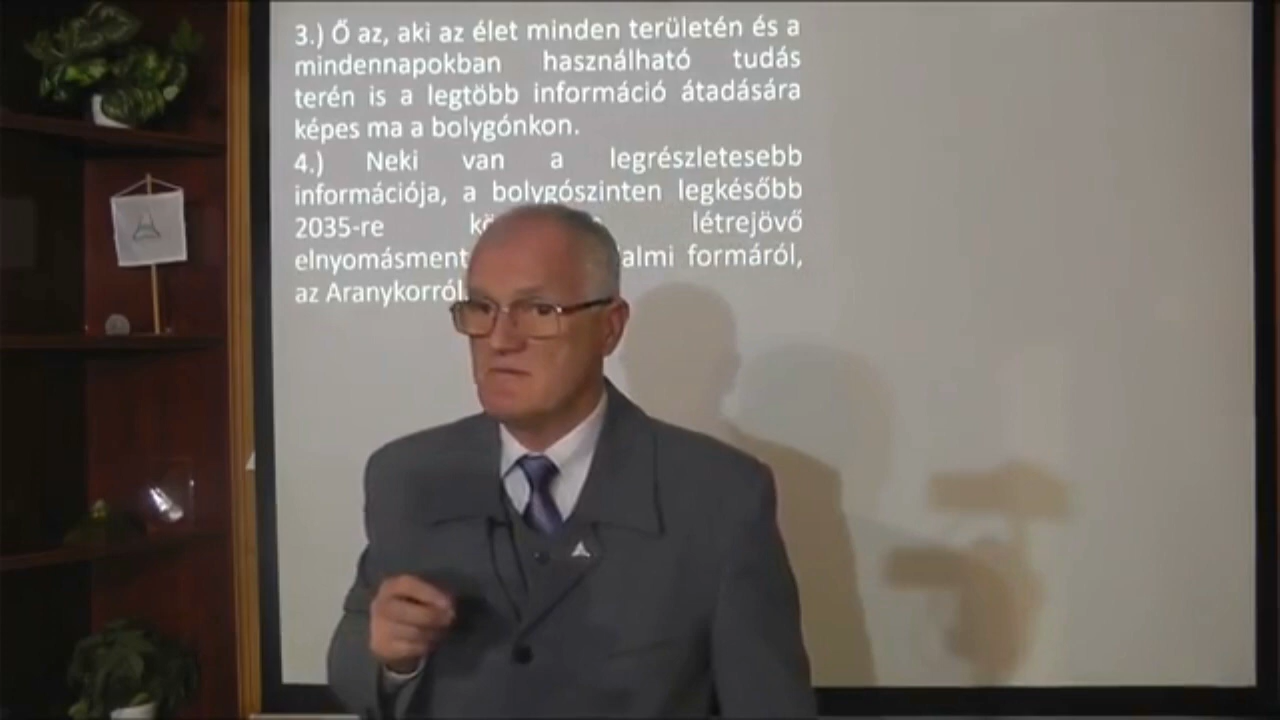 3.) Ő az, aki az élet minden területén és a
mindennapokban használható tudás
terén is a legtöbb információ átadására
képes ma a bolygónkon.
4.) Neki van a legrészletesebb
információja, a bolygószinten legkésőbb
2035-re létrejövő
formáról,
az Aranykorról.